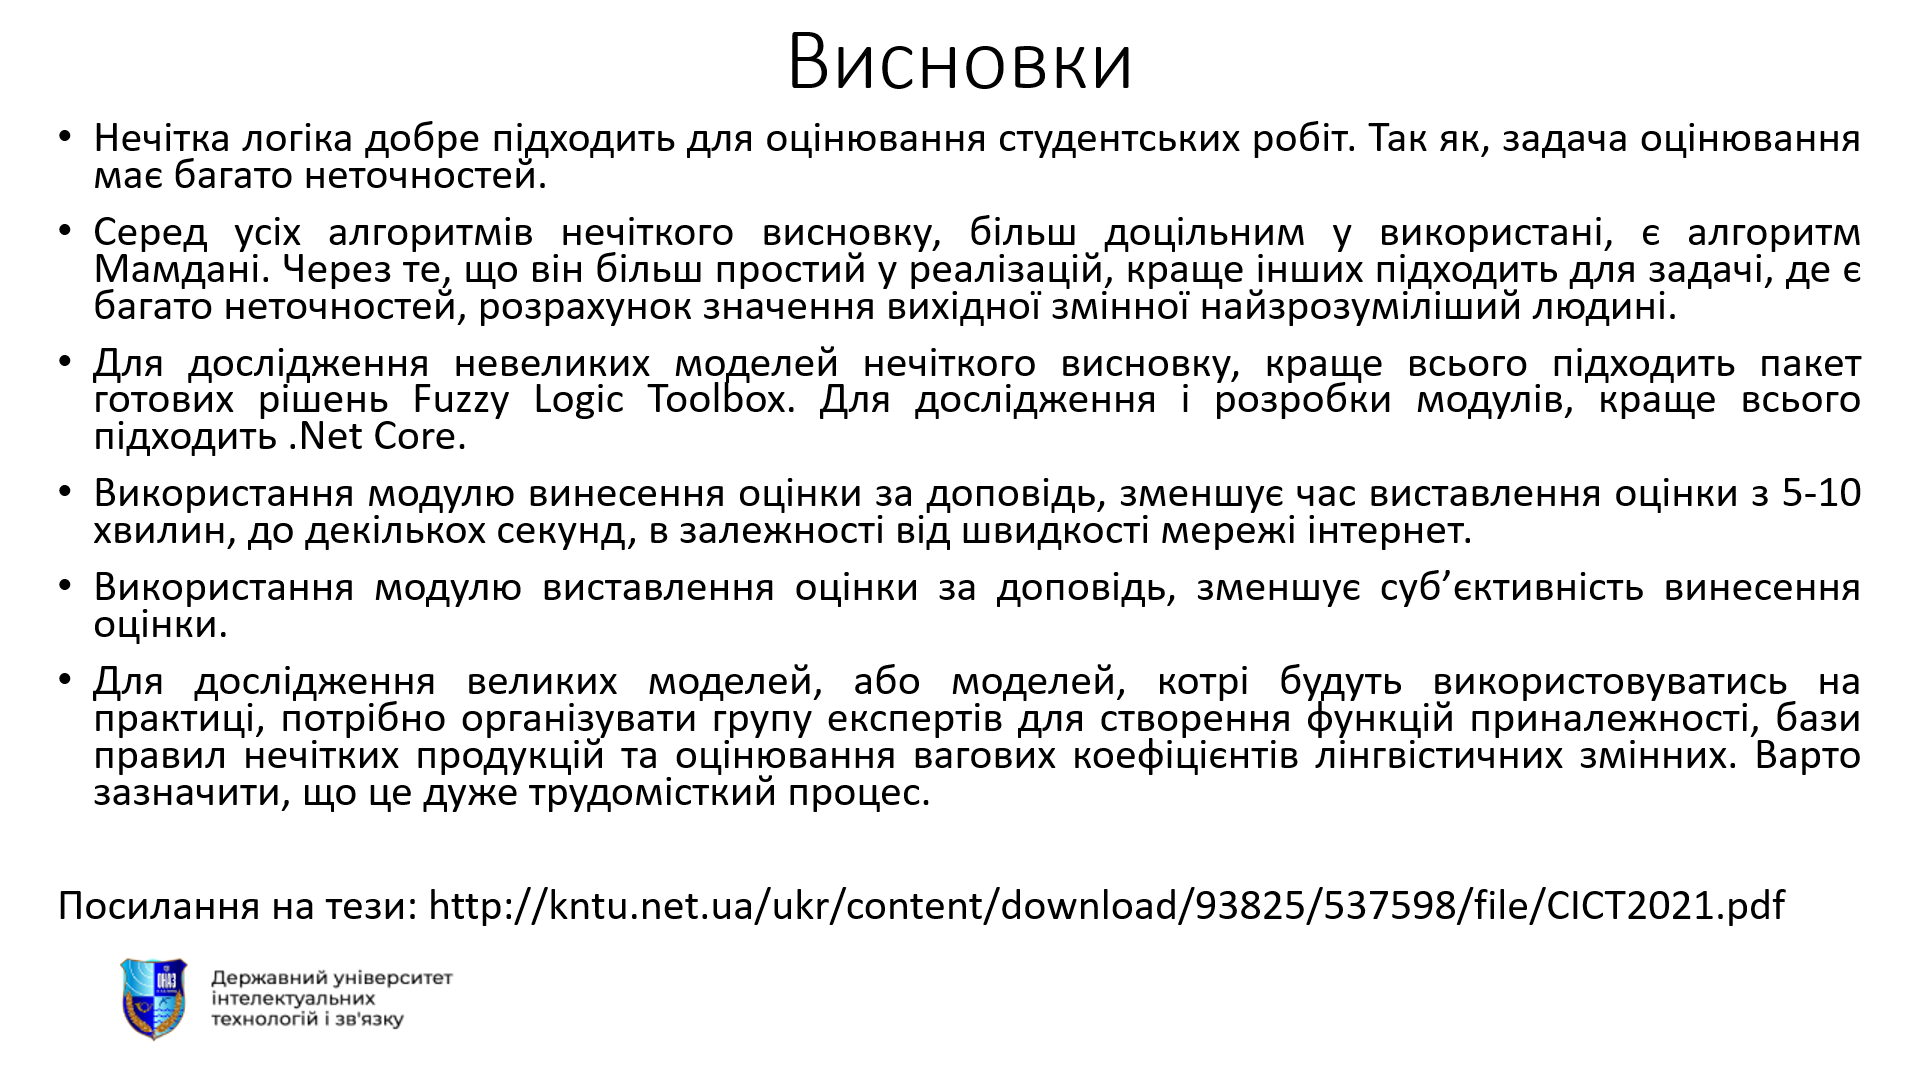 Висновки
• Нечітка логіка добре підходить для оцінювання студентських робіт. Так як, задача оцінювання
має багато неточностей.
• Серед усіх алгоритмів нечіткого висновку, більш доцільним у використані, є алгоритм
Мамдані. Через те, що він більш простий у реалізацій, краще інших підходить для задачі, де є
багато неточностей, розрахунок значення вихідної змінної найзрозуміліший людині.
• Для дослідження невеликих моделей нечіткого висновку, краще всього підходить пакет
готових рішень Fuzzy Logic Toolbox. Для дослідження і розробки модулів, краще всього
підходить .Net Core.
• Використання модулю винесення оцінки за доповідь, зменшує час виставлення оцінки з 5-10
хвилин, до декількох секунд, в залежності від швидкості мережі інтернет.
• Використання модулю виставлення оцінки за доповідь, зменшує суб’єктивність винесення
оцінки.
• Для дослідження великих моделей, або моделей, котрі будуть використовуватись на
практиці, потрібно організувати групу експертів для створення функцій приналежності, бази
правил нечітких продукцій та оцінювання вагових коефіцієнтів лінгвістичних змінних. Варто
зазначити, що це дуже трудомісткий процес.
Посилання на тези: http://kntu.net.ua/ukr/content/download/93825/537598/file/CICT2021.pdf
ОНАЗ
Державний університет
інтелектуальних
технологій і зв'язку